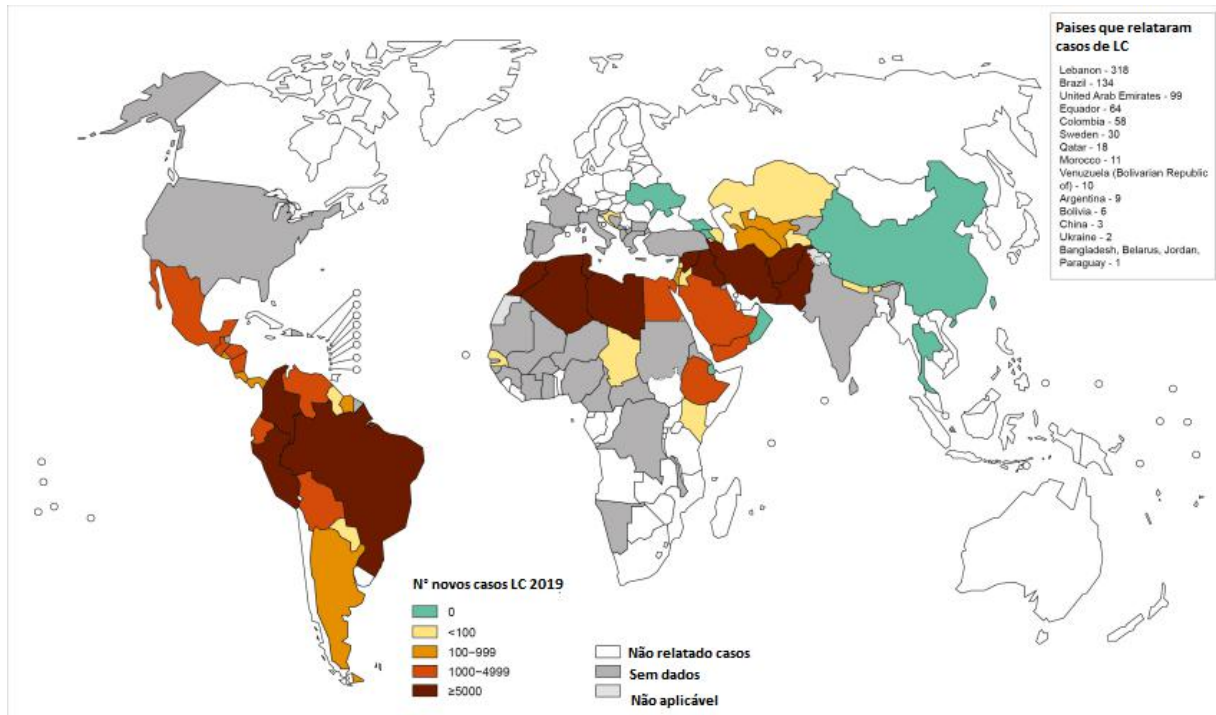 Paises que relataram
casos de LC
Lebanon - 318
Brazil - 134
United Arab Emirates - 99
Equador - 64
Colombia - 58
Sweden - 30
Qatar - 18
Morocco - 11
Venuzuela (Bolivarian Republic
of) - 10
Argentina - 9
Bolivia - 6
China - 3
Ukraine - 2
Bangladesh, Belarus, Jordan,
Paraguay - 1
N° novos casos LC 2019
0
<100
100–999
1000–4999
≥5000
Não relatado casos
Sem dados
Não aplicável